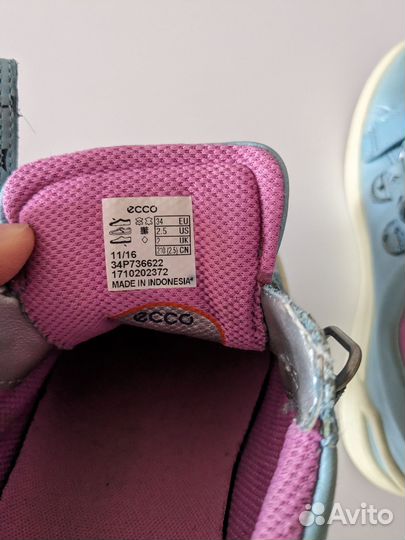 ecco
34 EU
2.5 US
2 UK
210 (2.5) CN
11/16
34P736622
1710202372
MADE IN INDONESIA*
ecco
Avito